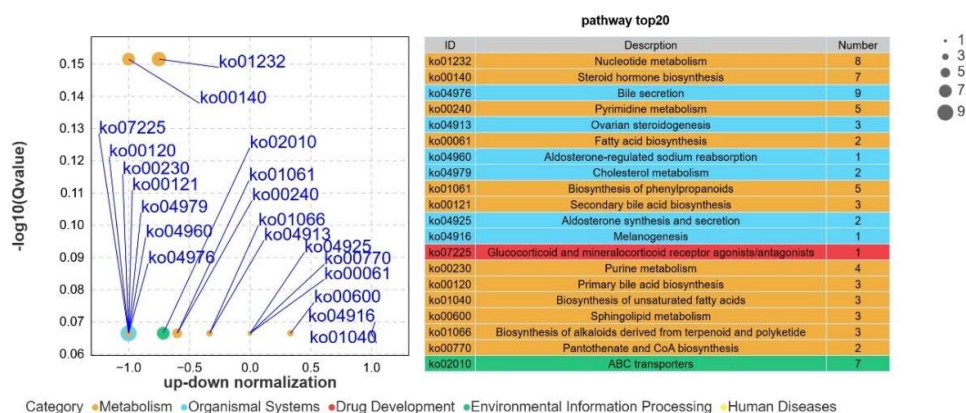 pathway top20
-log10(Qvalue)
0.15
0.14
0.13
0.12
0.11
0.10
0.09
0.08
0.07
0.06
ko01232
ko00140
ko07225
ko00120
ko00230
ko00121
ko04979
ko04960
ko04976
ko02010
ko01061
ko00240
ko01066
ko04913
ko04925
ko00770
ko00061
ko00600
ko04916
ko01040
−1.0 −0.5 0.0 0.5 1.0
up-down normalization
ID Descrption Number
ko01232 Nucleotide metabolism 8
ko00140 Steroid hormone biosynthesis 7
ko04976 Bile secretion 9
ko00240 Pyrimidine metabolism 5
ko04913 Ovarian steroidogenesis 3
ko00061 Fatty acid biosynthesis 2
ko04960 Aldosterone-regulated sodium reabsorption 1
ko04979 Cholesterol metabolism 2
ko01061 Biosynthesis of phenylpropanoids 5
ko00121 Secondary bile acid biosynthesis 3
ko04925 Aldosterone synthesis and secretion 2
ko04916 Melanogenesis 1
ko07225 Glucocorticoid and mineralocorticoid receptor agonists/antagonists 1
ko00230 Purine metabolism 4
ko00120 Primary bile acid biosynthesis 3
ko01040 Biosynthesis of unsaturated fatty acids 3
ko00600 Sphingolipid metabolism 3
ko01066 Biosynthesis of alkaloids derived from terpenoid and polyketide 3
ko00770 Pantothenate and CoA biosynthesis 2
ko02010 ABC transporters 7
1
3
5
7
9
Category Metabolism Organismal Systems Drug Development Environmental Information Processing Human Diseases